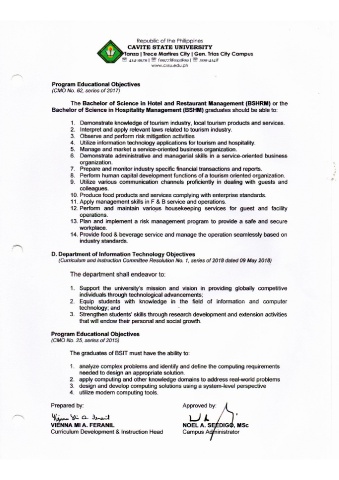 Republic of the Philippines
CAVITE STATE UNIVERSITY
Tanza | Trece Martires City | Gen. Trias City Campus
www.cvsu.edu.ph
Program Educational Objectives
(CMO No. 62, series of 2017)
The Bachelor of Science in Hotel and Restaurant Management (BSHRM) or the
Bachelor of Science in Hospitality Management (BSHM) graduates should be able to:
1. Demonstrate knowledge of tourism industry, local tourism products and services.
2. Interpret and apply relevant laws related to tourism industry.
3. Observe and perform risk mitigation activities
4. Utilize information technology applications for tourism and hospitality.
5. Manage and market a service-oriented business organization.
6. Demonstrate administrative and managerial skills in a service-oriented business
organization.
7. Prepare and monitor industry specific financial transactions and reports.
8. Perform human capital development functions of a tourism oriented organization.
9. Utilize various communication channels proficiently in dealing with guests and
colleagues.
10. Produce food products and services complying with enterprise standards.
11. Apply management skills in F & B service and operations.
12. Perform and maintain various housekeeping services for guest and facility
operations.
13. Plan and implement a risk management program to provide a safe and secure
workplace.
14. Provide food & beverage service and manage the operation seamlessly based on
industry standards.
D. Department of Information Technology Objectives
(Curriculum and Instruction Committee Resolution No. 1, series of 2018 dated 09 May 2018)
The department shall endeavor to:
1. Support the university's mission and vision in providing globally competitive
individuals through technological advancements;
2. Equip students with knowledge in the field of information and computer
technology; and
3. Strengthen students' skills through research development and extension activities
that will endow their personal and social growth.
Program Educational Objectives
(CMO No. 25, series of 2015)
The graduates of BSIT must have the ability to:
1. analyze complex problems and identify and define the computing requirements
needed to design an appropriate solution.
2. apply computing and other knowledge domains to address real-world problems
3. design and develop computing solutions using a system-level perspective
4. utilize modern computing tools.
Prepared by: Approved by:
VIENNA MI A. FERANIL NOEL A. SEDIGO, MSc
Curriculum Development & Instruction Head Campus Administrator